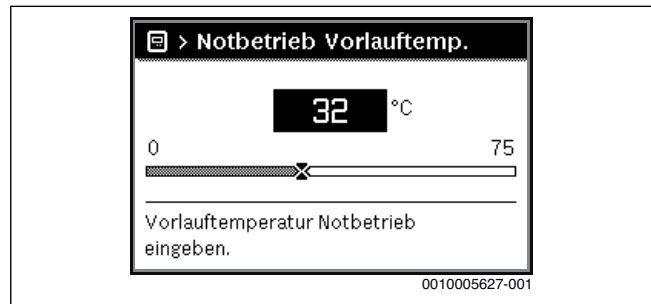 > Notbetrieb Vorlauftemp.
32 °C
0 75
Vorlauftemperatur Notbetrieb
eingeben.
0010005627-001